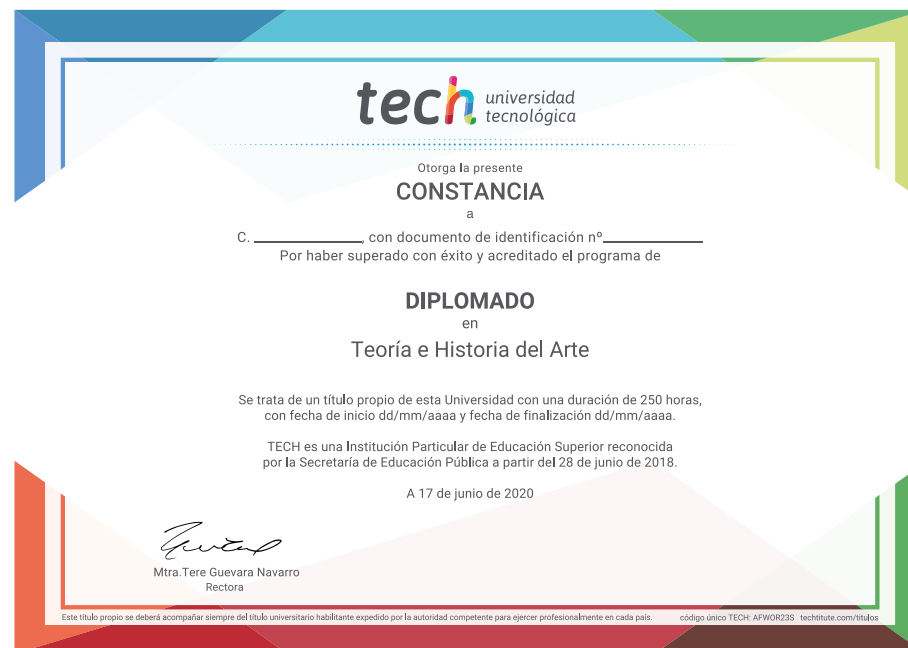 tech universidad
tecnológica
Otorga la presente
CONSTANCIA
a
C. ____________, con documento de identificación nº____________
Por haber superado con éxito y acreditado el programa de
DIPLOMADO
en
Teoría e Historia del Arte
Se trata de un título propio de esta Universidad con una duración de 250 horas,
con fecha de inicio dd/mm/aaaa y fecha de finalización dd/mm/aaaa.
TECH es una Institución Particular de Educación Superior reconocida
por la Secretaría de Educación Pública a partir del 28 de junio de 2018.
A 17 de junio de 2020
Mtra.Tere Guevara Navarro
Rectora
Este título propio se deberá acompañar siempre del título universitario habilitante expedido por la autoridad competente para ejercer profesionalmente en cada país. código único TECH: AFWOR23S techtitute.com/titulos